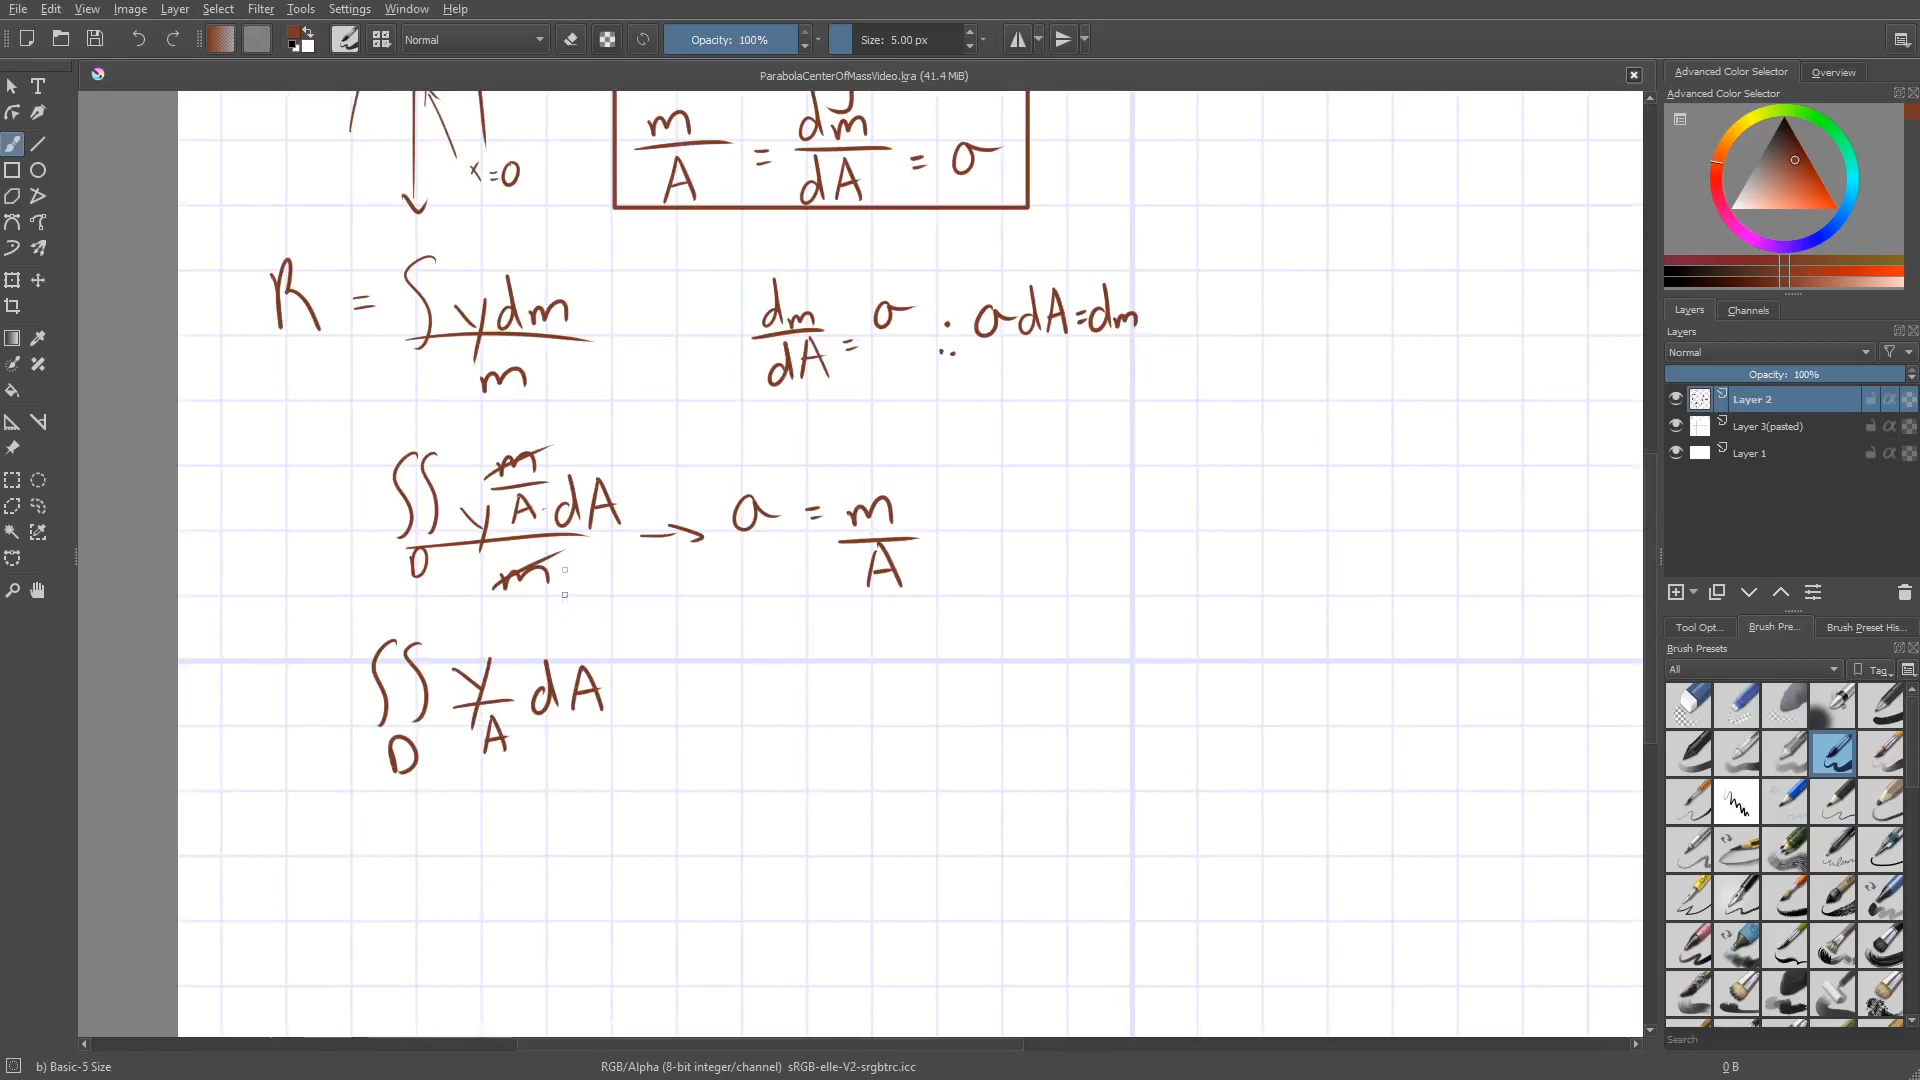 File Edit View Image Layer Select Filter Tools Settings Window Help
Normal Opacity: 100% Size: 5.00 px
ParabolaCenterOfMassVideo.kra (41.4 MiB)
Advanced Color Selector Overview
Advanced Color Selector
x=0
m/A = dm/dA = σ
R = ∫ y dm / m
dm/dA = σ ∴ σdA=dm
∬ y m/A · dA / m → σ = m/A
D
∬ y/A dA
D
Layers Channels
Layers
Normal
Opacity: 100%
Layer 2
Layer 3(pasted)
Layer 1
Tool Opt... Brush Pre... Brush Preset His...
Brush Presets
All Tag
Search
b) Basic-5 Size RGB/Alpha (8-bit integer/channel) sRGB-elle-V2-srgbtrc.icc 0 B